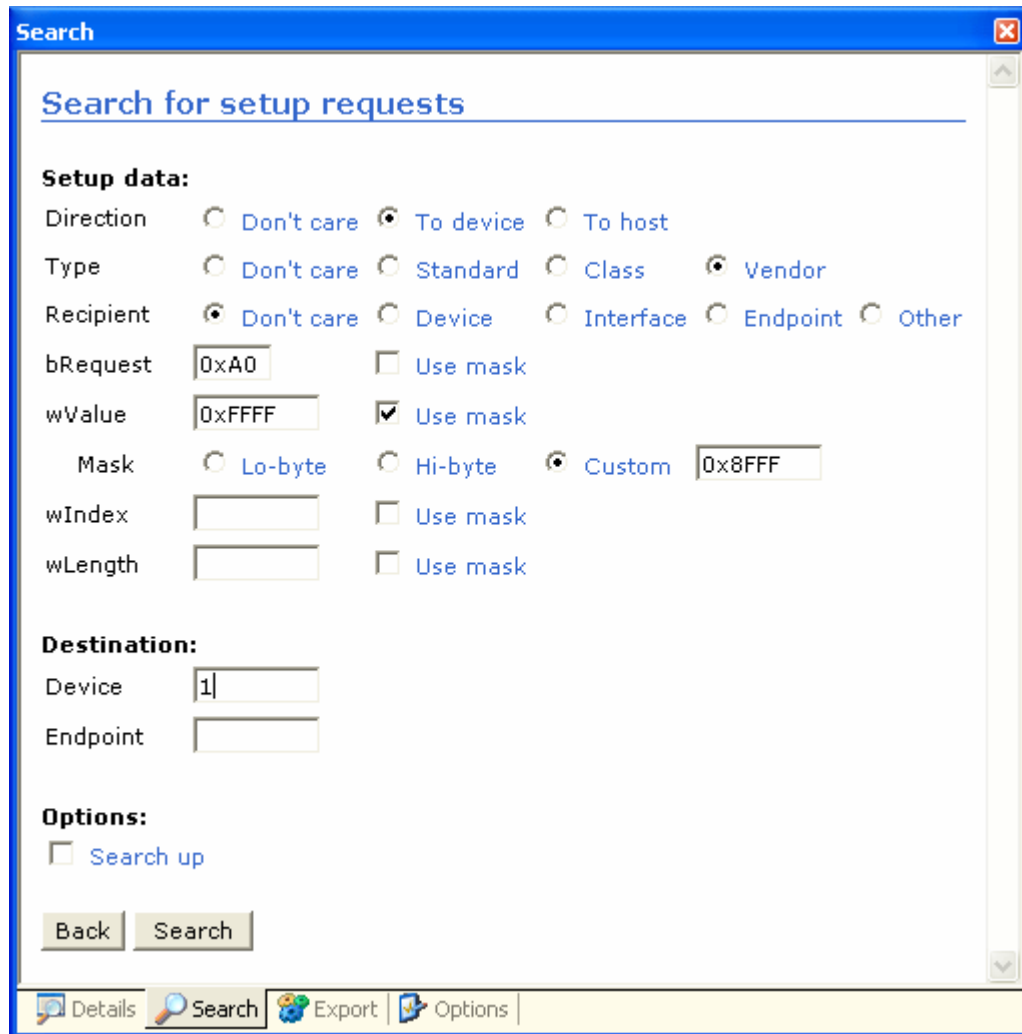 Search
Search for setup requests
Setup data:
Direction Don't care To device To host
Type Don't care Standard Class Vendor
Recipient Don't care Device Interface Endpoint Other
bRequest 0xA0 Use mask
wValue 0xFFFF Use mask
Mask Lo-byte Hi-byte Custom 0x8FFF
wIndex Use mask
wLength Use mask
Destination:
Device 1
Endpoint
Options:
Search up
Back Search
Details Search Export Options